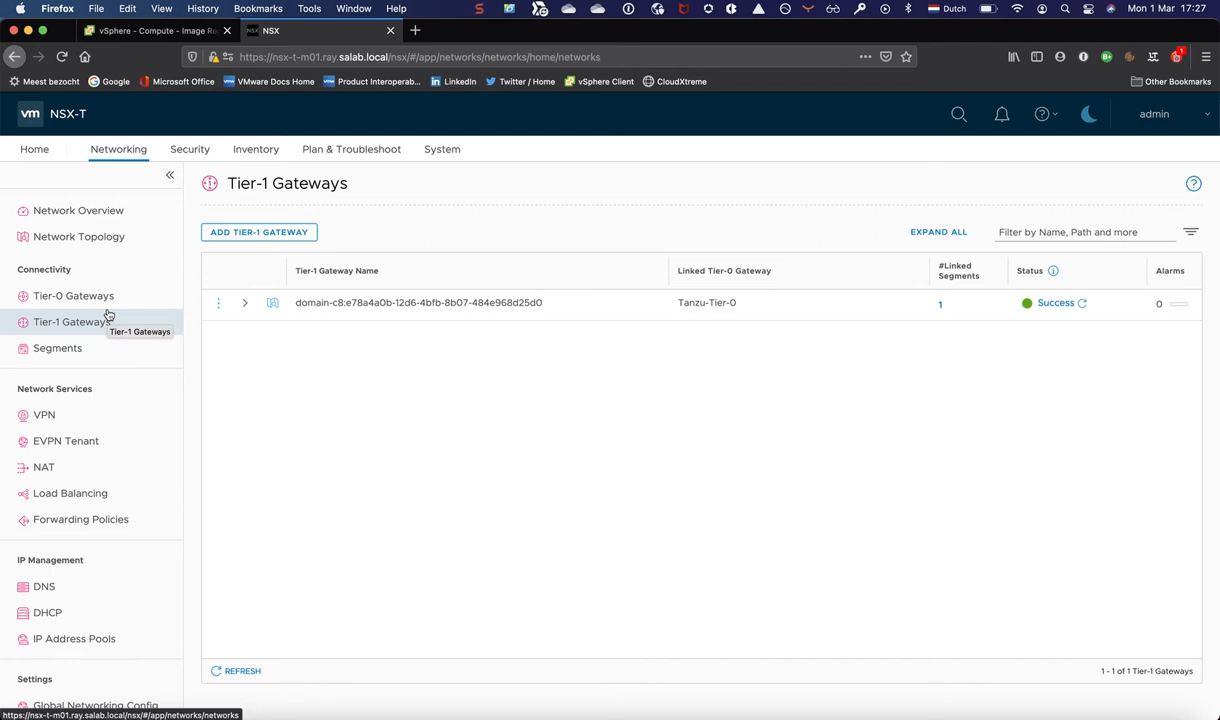 Firefox File Edit View History Bookmarks Tools Window Help Dutch Mon 1 Mar 17:27
vSphere - Compute - Image Re
NSX
https://nsx-t-m01.ray.salab.local/nsx/#/app/networks/networks/home/networks
Meest bezocht Google Microsoft Office VMware Docs Home Product Interoperab... LinkedIn Twitter / Home vSphere Client CloudXtreme Other Bookmarks
vm NSX-T admin
Home Networking Security Inventory Plan & Troubleshoot System
Tier-1 Gateways
Network Overview
Network Topology
ADD TIER-1 GATEWAY EXPAND ALL Filter by Name, Path and more
Connectivity
Tier-0 Gateways
Tier-1 Gateways
Tier-1 Gateways
Segments
Tier-1 Gateway Name Linked Tier-0 Gateway #Linked Segments Status Alarms
domain-c8:e78a4a0b-12d6-4bfb-8b07-484e968d25d0 Tanzu-Tier-0 1 Success 0
Network Services
VPN
EVPN Tenant
NAT
Load Balancing
Forwarding Policies
IP Management
DNS
DHCP
IP Address Pools
Settings
Global Networking Config
REFRESH 1 - 1 of 1 Tier-1 Gateways
https://nsx-t-m01.ray.salab.local/nsx/#/app/networks/networks